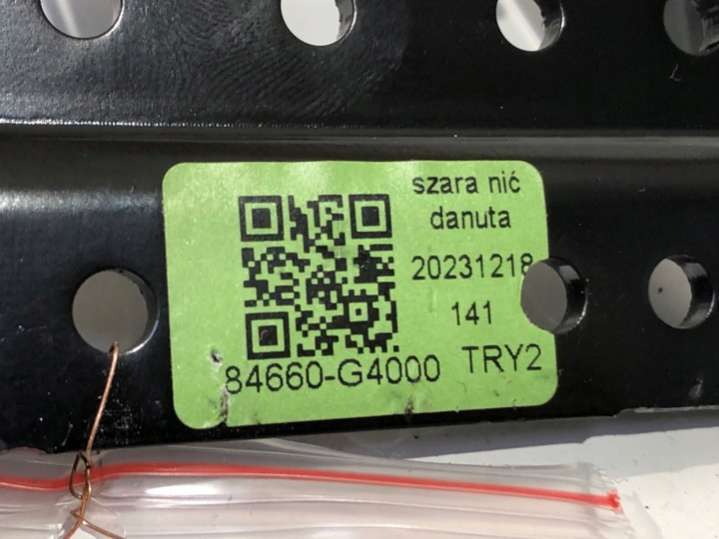 szara nić
danuta
20231218
141
84660-G4000 TRY2